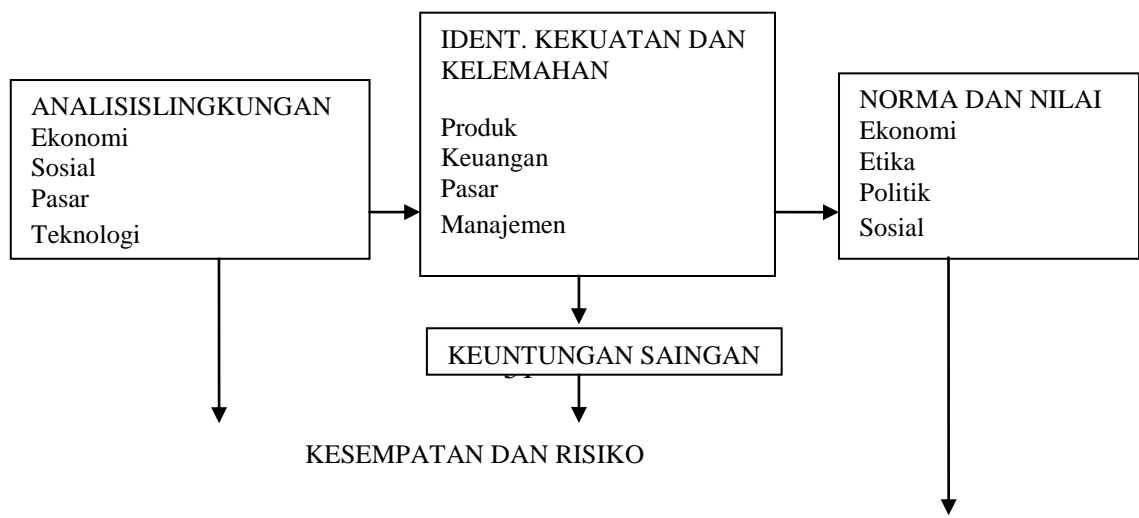 IDENT. KEKUATAN DAN
KELEMAHAN
Produk
Keuangan
Pasar
Manajemen
ANALISISLINGKUNGAN
Ekonomi
Sosial
Pasar
Teknologi
NORMA DAN NILAI
Ekonomi
Etika
Politik
Sosial
KEUNTUNGAN SAINGAN
KESEMPATAN DAN RISIKO